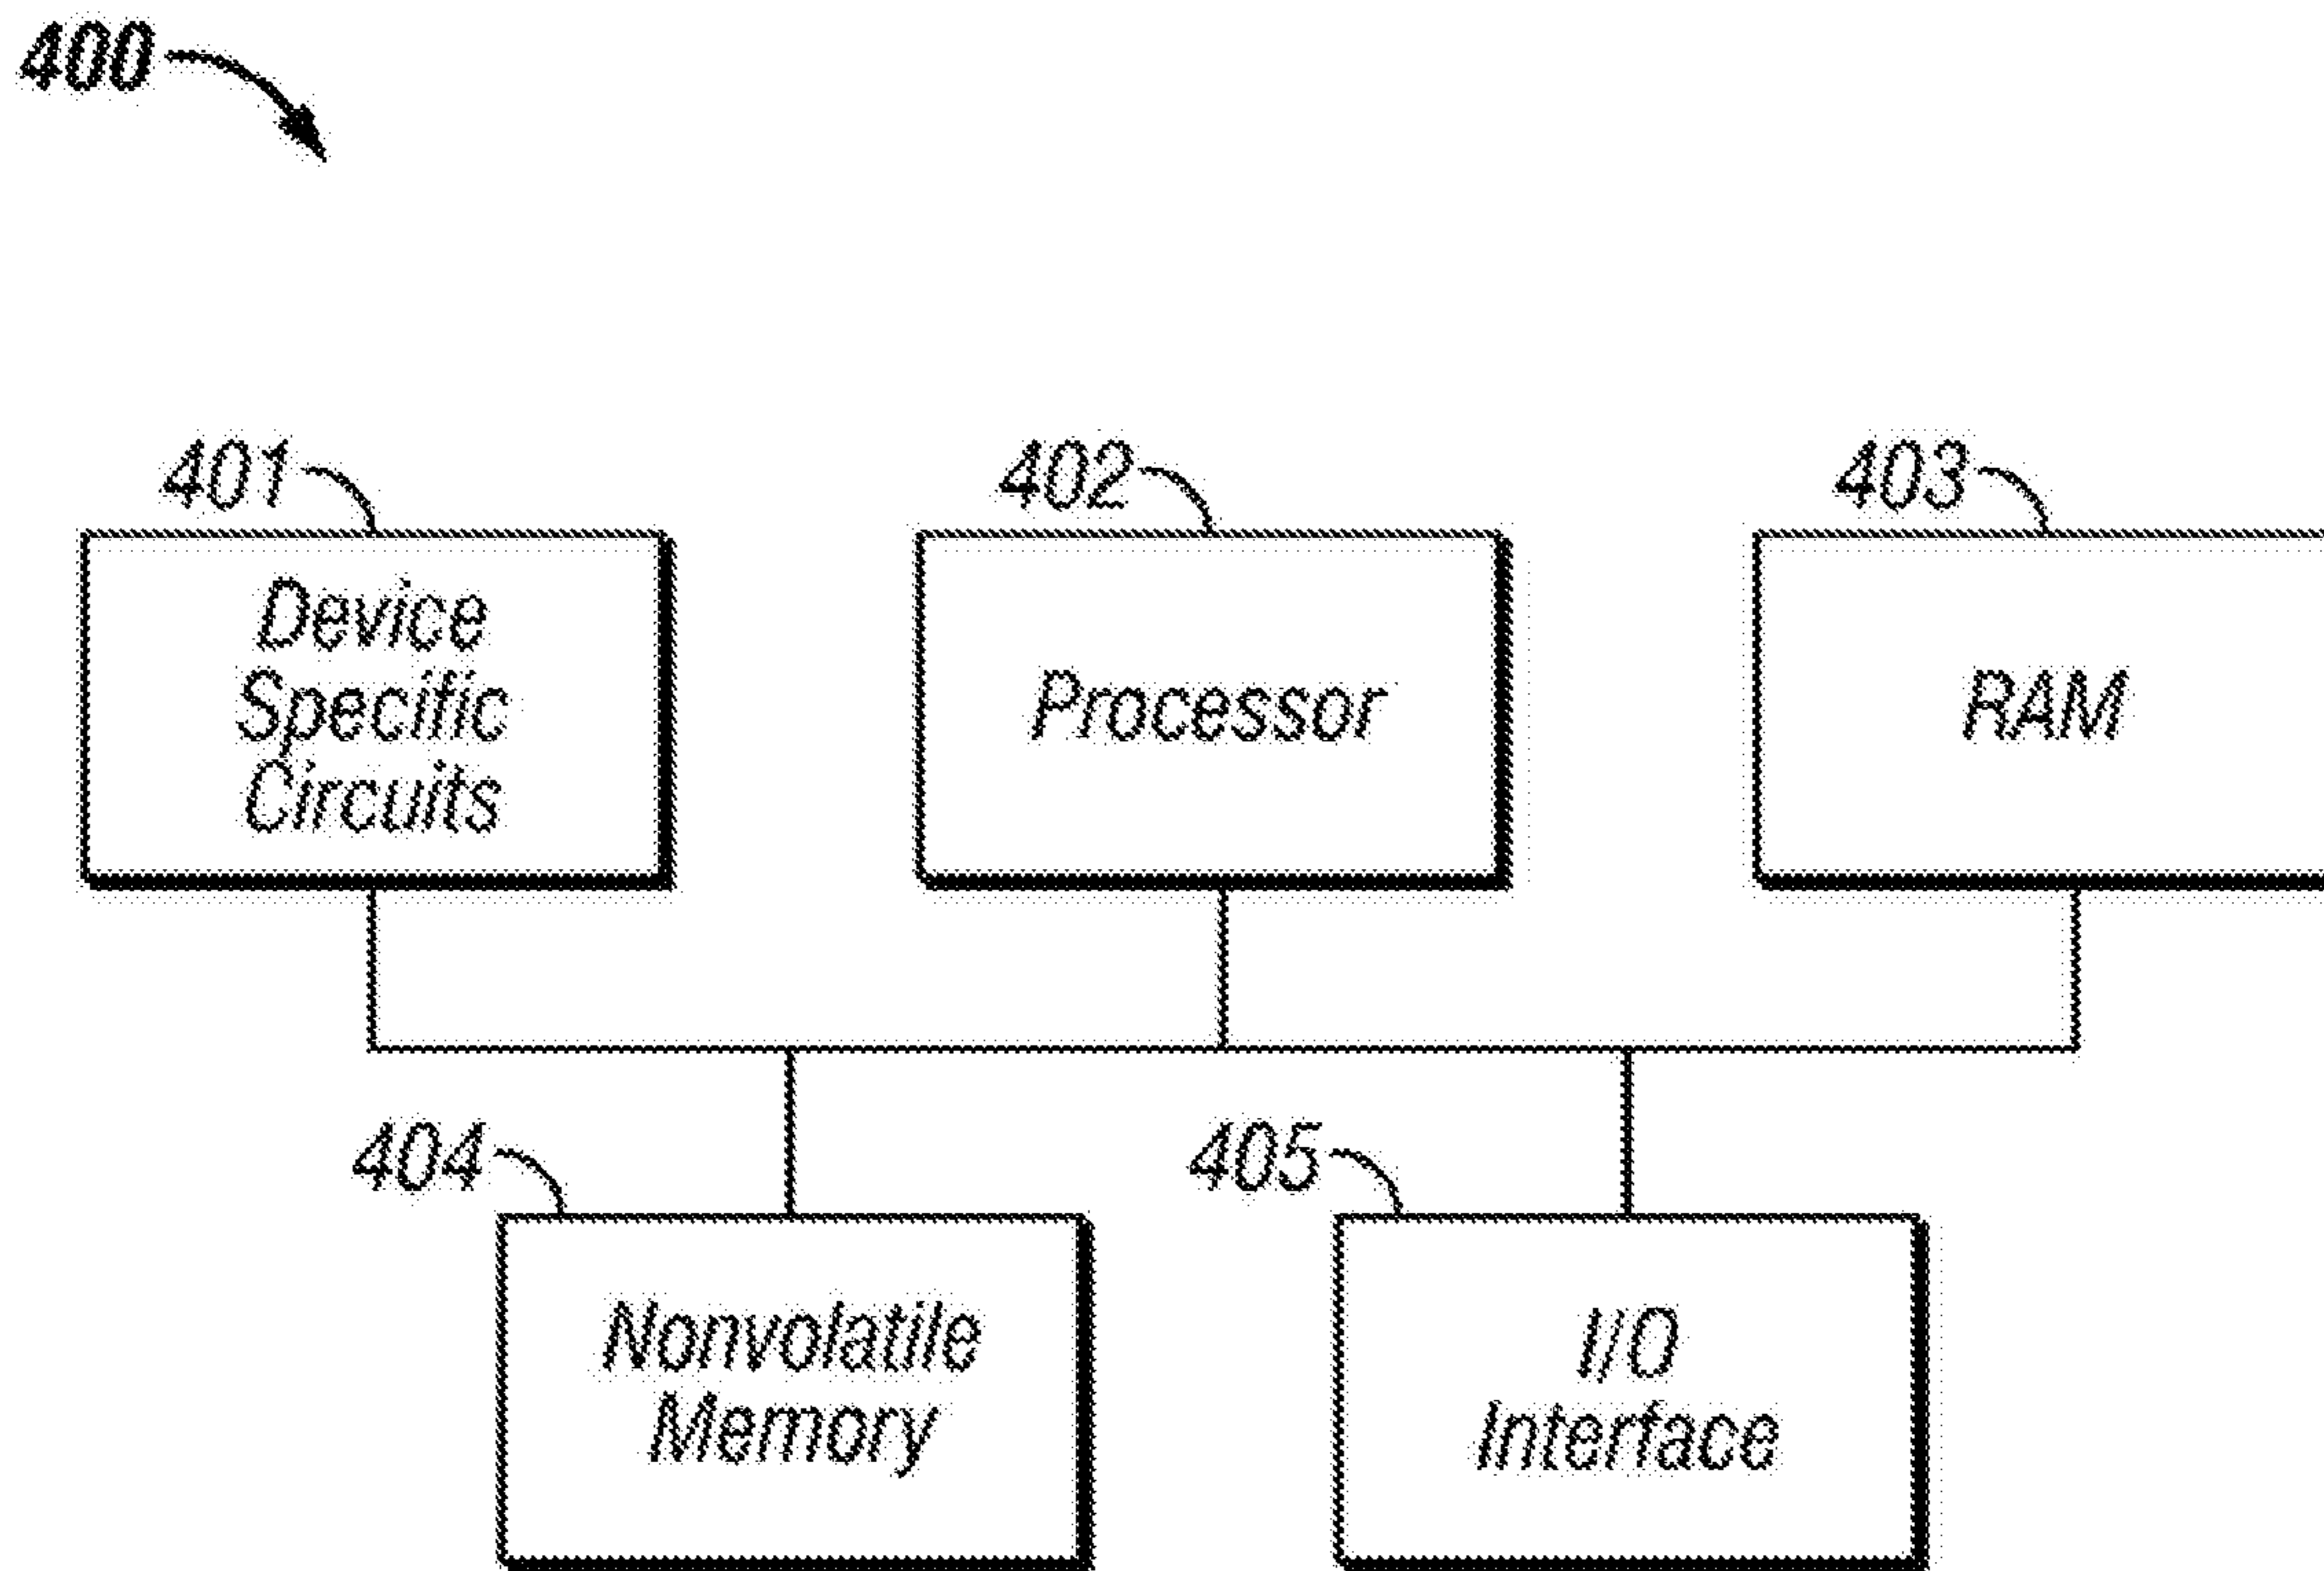 400
401
402
403
Device
Specific
Circuits
Processor
RAM
404
405
Nonvolatile
Memory
I/O
Interface